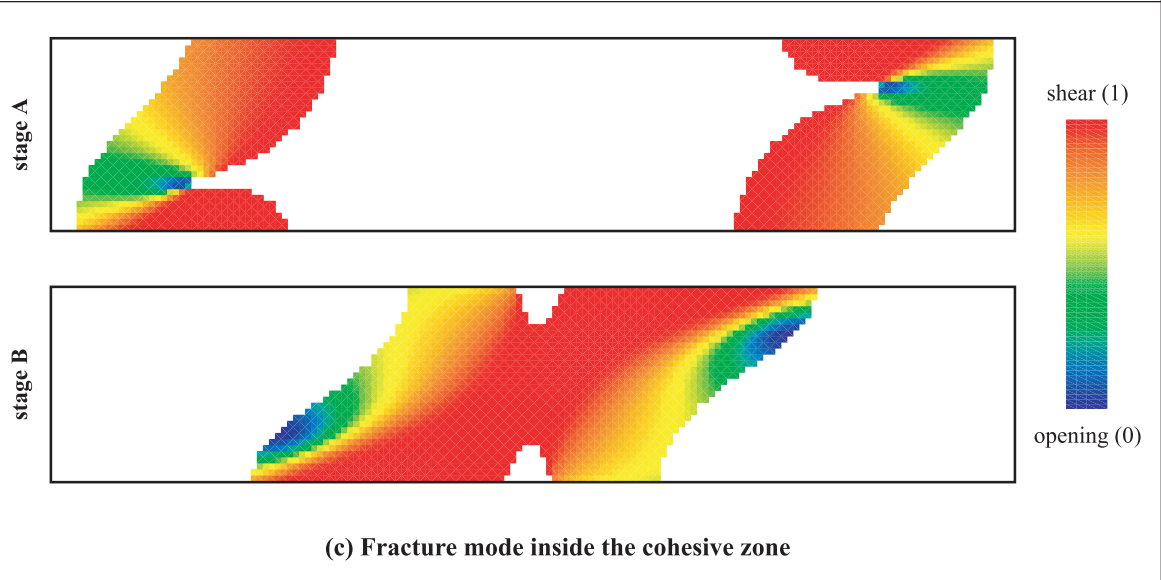 stage A
shear (1)
stage B
opening (0)
(c) Fracture mode inside the cohesive zone